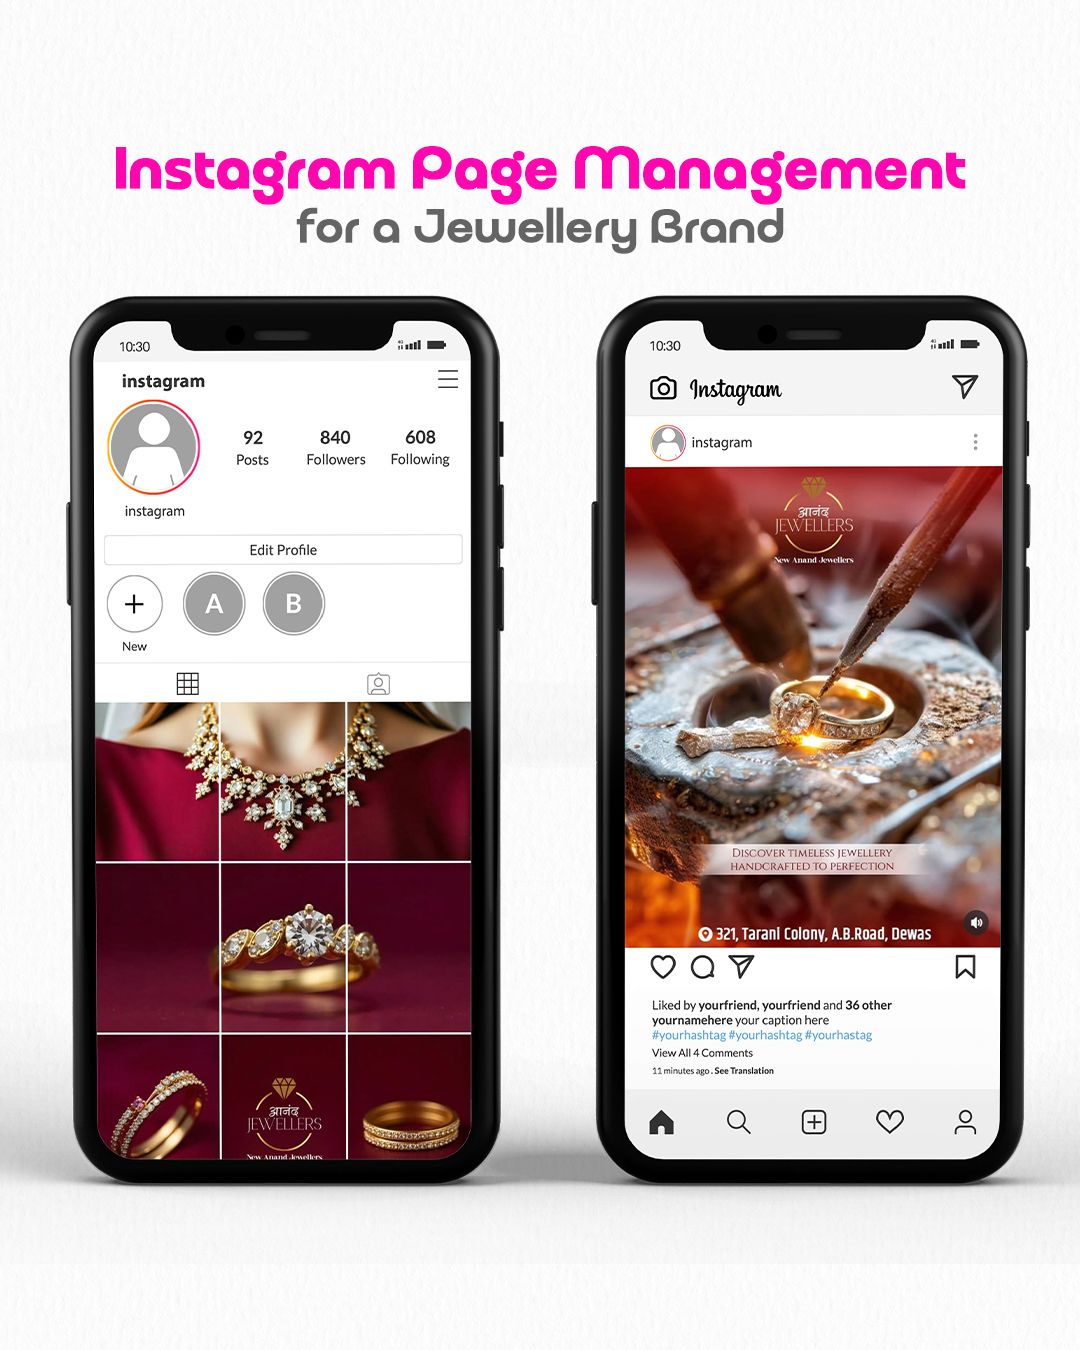 Instagram Page Management
for a Jewellery Brand
10:30
4G
instagram
92
Posts
840
Followers
608
Following
instagram
Edit Profile
A
B
New
आनंद
JEWELLERS
New Anand Jewellers
10:30
4G
Instagram
instagram
आनंद
JEWELLERS
New Anand Jewellers
DISCOVER TIMELESS JEWELLERY
HANDCRAFTED TO PERFECTION
321, Tarani Colony, A.B.Road, Dewas
Liked by yourfriend, yourfriend and 36 other
yournamehere your caption here
#yourhashtag #yourhashtag #yourhastag
View All 4 Comments
11 minutes ago . See Translation